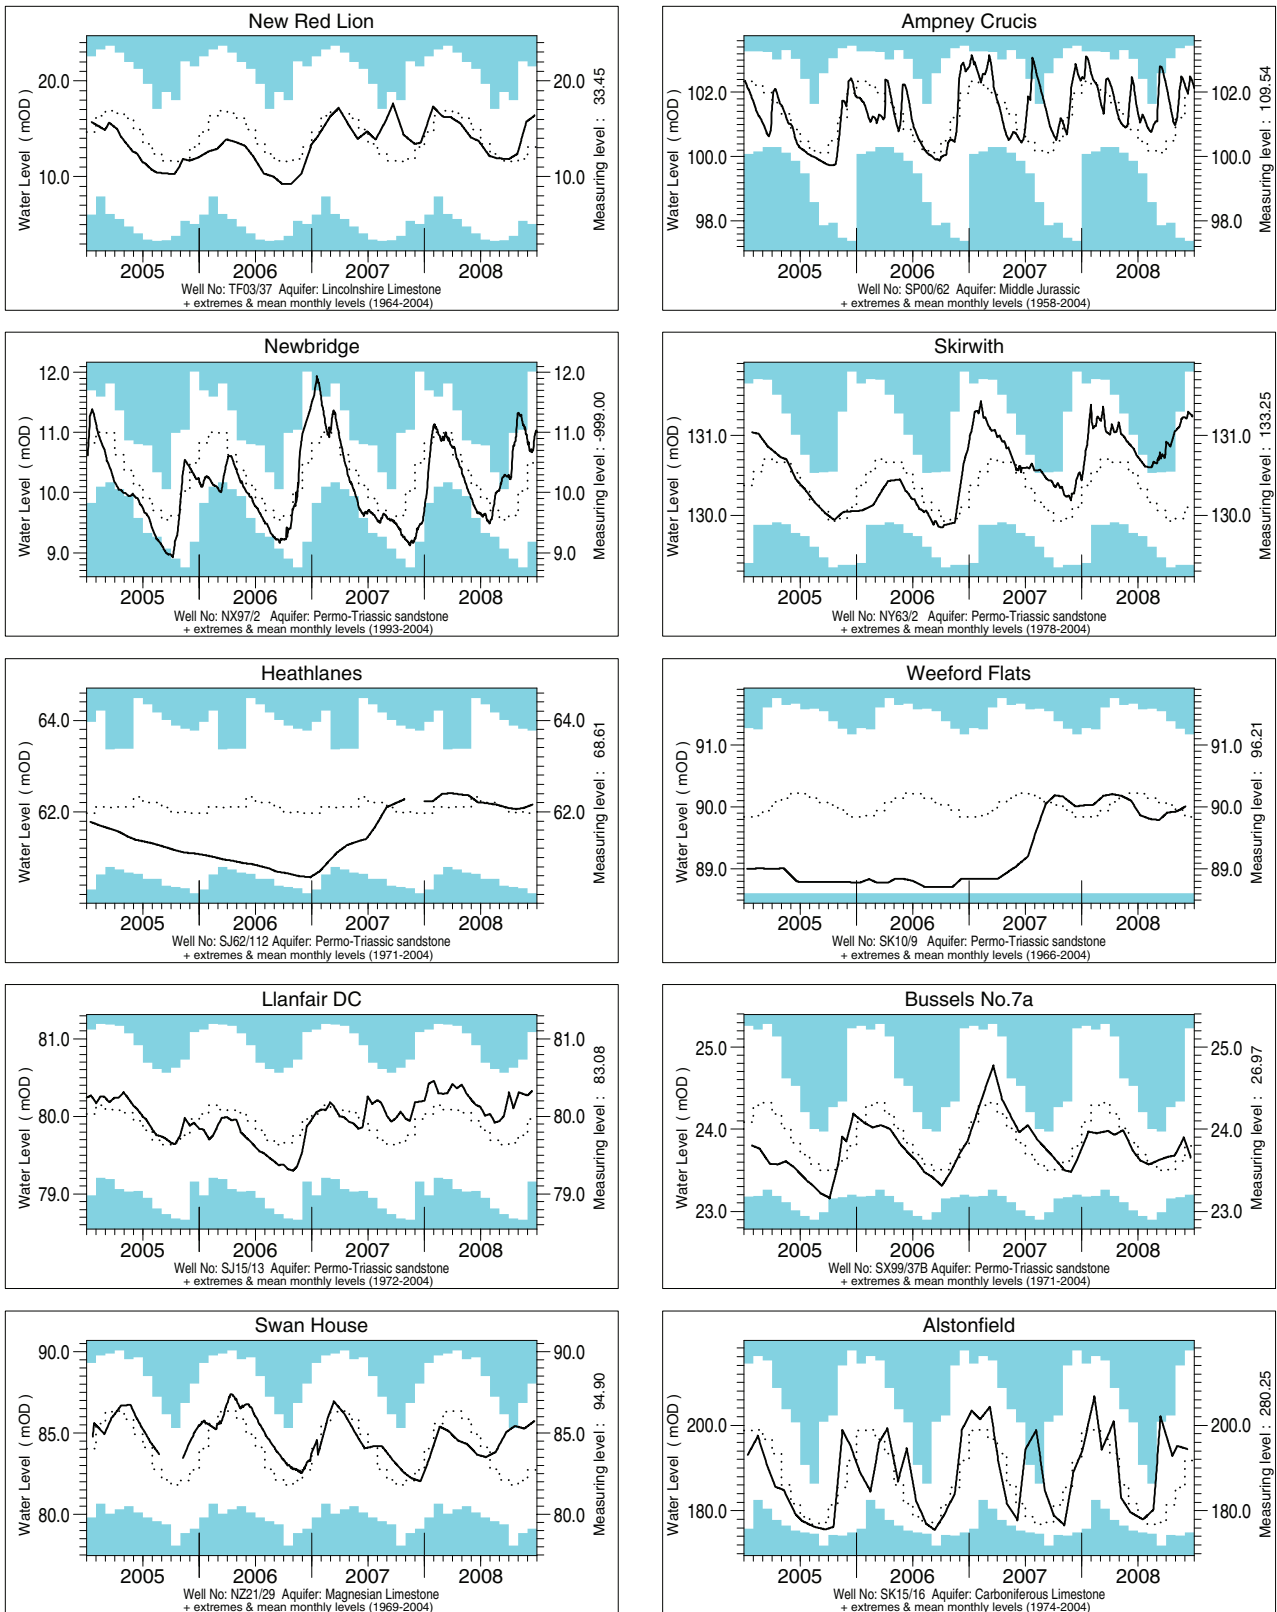 New Red Lion
20.0
10.0
Water Level ( mOD )
20.0
10.0
Measuring level : 33.45
2005 2006 2007 2008
Well No: TF03/37 Aquifer: Lincolnshire Limestone
+ extremes & mean monthly levels (1964-2004)
Ampney Crucis
102.0
100.0
98.0
Water Level ( mOD )
102.0
100.0
98.0
Measuring level : 109.54
2005 2006 2007 2008
Well No: SP00/62 Aquifer: Middle Jurassic
+ extremes & mean monthly levels (1958-2004)
Newbridge
12.0
11.0
10.0
9.0
Water Level ( mOD )
12.0
11.0
10.0
9.0
Measuring level : -999.00
2005 2006 2007 2008
Well No: NX97/2 Aquifer: Permo-Triassic sandstone
+ extremes & mean monthly levels (1993-2004)
Skirwith
131.0
130.0
Water Level ( mOD )
131.0
130.0
Measuring level : 133.25
2005 2006 2007 2008
Well No: NY63/2 Aquifer: Permo-Triassic sandstone
+ extremes & mean monthly levels (1978-2004)
Heathlanes
64.0
62.0
Water Level ( mOD )
64.0
62.0
Measuring level : 68.61
2005 2006 2007 2008
Well No: SJ62/112 Aquifer: Permo-Triassic sandstone
+ extremes & mean monthly levels (1971-2004)
Weeford Flats
91.0
90.0
89.0
Water Level ( mOD )
91.0
90.0
89.0
Measuring level : 96.21
2005 2006 2007 2008
Well No: SK10/9 Aquifer: Permo-Triassic sandstone
+ extremes & mean monthly levels (1966-2004)
Llanfair DC
81.0
80.0
79.0
Water Level ( mOD )
81.0
80.0
79.0
Measuring level : 83.08
2005 2006 2007 2008
Well No: SJ15/13 Aquifer: Permo-Triassic sandstone
+ extremes & mean monthly levels (1972-2004)
Bussels No.7a
25.0
24.0
23.0
Water Level ( mOD )
25.0
24.0
23.0
Measuring level : 26.97
2005 2006 2007 2008
Well No: SX99/37B Aquifer: Permo-Triassic sandstone
+ extremes & mean monthly levels (1971-2004)
Swan House
90.0
85.0
80.0
Water Level ( mOD )
90.0
85.0
80.0
Measuring level : 94.90
2005 2006 2007 2008
Well No: NZ21/29 Aquifer: Magnesian Limestone
+ extremes & mean monthly levels (1969-2004)
Alstonfield
200.0
180.0
Water Level ( mOD )
200.0
180.0
Measuring level : 280.25
2005 2006 2007 2008
Well No: SK15/16 Aquifer: Carboniferous Limestone
+ extremes & mean monthly levels (1974-2004)